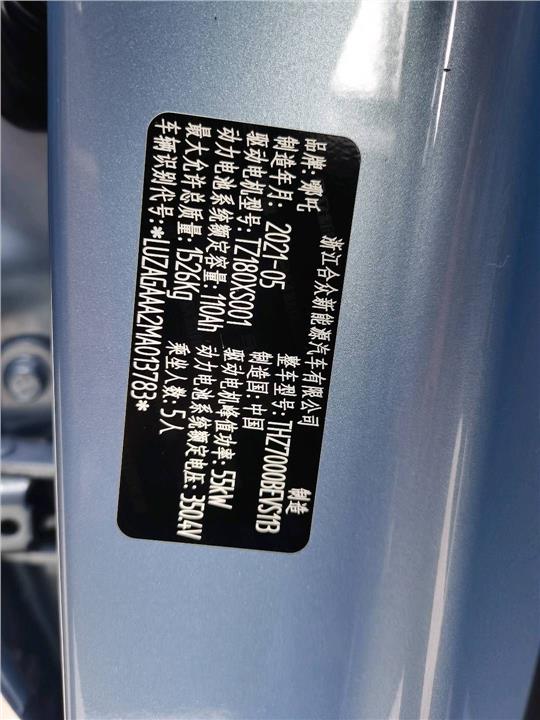 浙江合众新能源汽车有限公司 制造
品牌: 哪吒 整车型号: THZ7000BEVS11B
制造年月: 2021-05 制造国: 中国
驱动电机型号: TZ180XS001 驱动电机峰值功率: 55kW
动力电池系统额定容量: 110Ah 动力电池系统额定电压: 350.4V
最大允许总质量: 1526Kg 乘坐人数: 5人
车辆识别代号: *LUZAGAAA2MA013783*